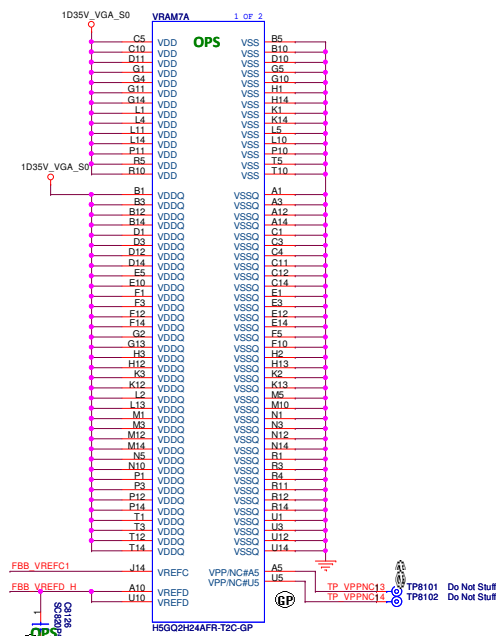 1D35V_VGA_S0
VRAM7A
1 OF 2
OPS
C5 VDD VSS B5
C10 VDD VSS B10
D11 VDD VSS D10
G1 VDD VSS G5
G4 VDD VSS G10
G11 VDD VSS H1
G14 VDD VSS H14
L1 VDD VSS K1
L4 VDD VSS K14
L11 VDD VSS L5
L14 VDD VSS L10
P11 VDD VSS P10
R5 VDD VSS T5
R10 VDD VSS T10
1D35V_VGA_S0
B1 VDDQ VSSQ A1
B3 VDDQ VSSQ A3
B12 VDDQ VSSQ A12
B14 VDDQ VSSQ A14
D1 VDDQ VSSQ C1
D3 VDDQ VSSQ C3
D12 VDDQ VSSQ C4
D14 VDDQ VSSQ C11
E5 VDDQ VSSQ C12
E10 VDDQ VSSQ C14
F1 VDDQ VSSQ E1
F3 VDDQ VSSQ E3
F12 VDDQ VSSQ E12
F14 VDDQ VSSQ E14
G2 VDDQ VSSQ F5
G13 VDDQ VSSQ F10
H3 VDDQ VSSQ H2
H12 VDDQ VSSQ H13
K3 VDDQ VSSQ K2
K12 VDDQ VSSQ K13
L2 VDDQ VSSQ M5
L13 VDDQ VSSQ M10
M1 VDDQ VSSQ N1
M3 VDDQ VSSQ N3
M12 VDDQ VSSQ N12
M14 VDDQ VSSQ N14
N5 VDDQ VSSQ R1
N10 VDDQ VSSQ R3
P1 VDDQ VSSQ R4
P3 VDDQ VSSQ R11
P12 VDDQ VSSQ R12
P14 VDDQ VSSQ R14
T1 VDDQ VSSQ U1
T3 VDDQ VSSQ U3
T12 VDDQ VSSQ U12
T14 VDDQ VSSQ U14
FBB_VREFC1 J14 VREFC VPP/NC#A5 A5
VPP/NC#U5 U5
FBB_VREFD_H A10 VREFD TP_VPPNC13 TP8101 Do Not Stuff
U10 VREFD GP TP_VPPNC14 TP8102 Do Not Stuff
1
C8126
OPS
H5GQ2H24AFR-T2C-GP